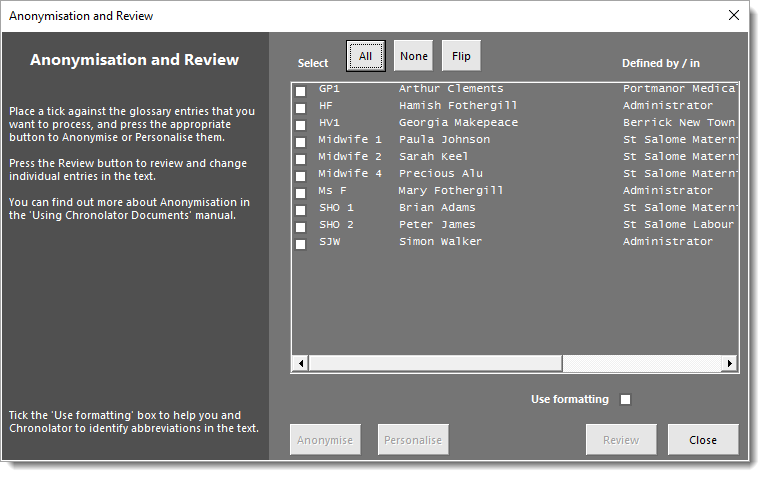 Anonymisation and Review
Anonymisation and Review
Place a tick against the glossary entries that you
want to process, and press the appropriate
button to Anonymise or Personalise them.
Press the Review button to review and change
individual entries in the text.
You can find out more about Anonymisation in
the 'Using Chronolator Documents' manual.
Tick the 'Use formatting' box to help you and
Chronolator to identify abbreviations in the text.
Select All None Flip Defined by / in
GP1 Arthur Clements Portmanor Medical
HF Hamish Fothergill Administrator
HV1 Georgia Makepeace Berrick New Town
Midwife 1 Paula Johnson St Salome Matern
Midwife 2 Sarah Keel St Salome Matern
Midwife 4 Precious Alu St Salome Matern
Ms F Mary Fothergill Administrator
SHO 1 Brian Adams St Salome Matern
SHO 2 Peter James St Salome Labour
SJW Simon Walker Administrator
Use formatting
Anonymise Personalise Review Close